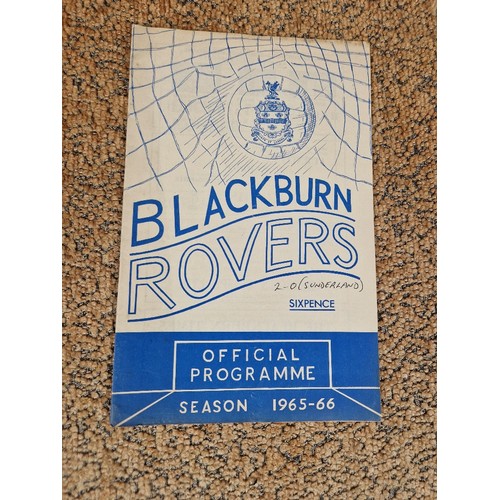 BLACKBURN
ROVERS
2-0 (SUNDERLAND)
SIXPENCE
OFFICIAL
PROGRAMME
SEASON 1965-66